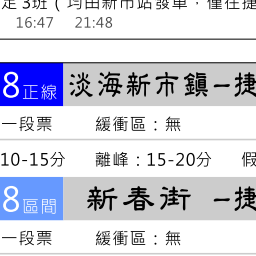 定 3班 ( 均由新市站發車，僅在捷
16:47 21:48
8正線 淡海新市鎮－捷
一段票 緩衝區：無
10-15分 離峰：15-20分 假
8區間 新春街 －捷
一段票 緩衝區：無